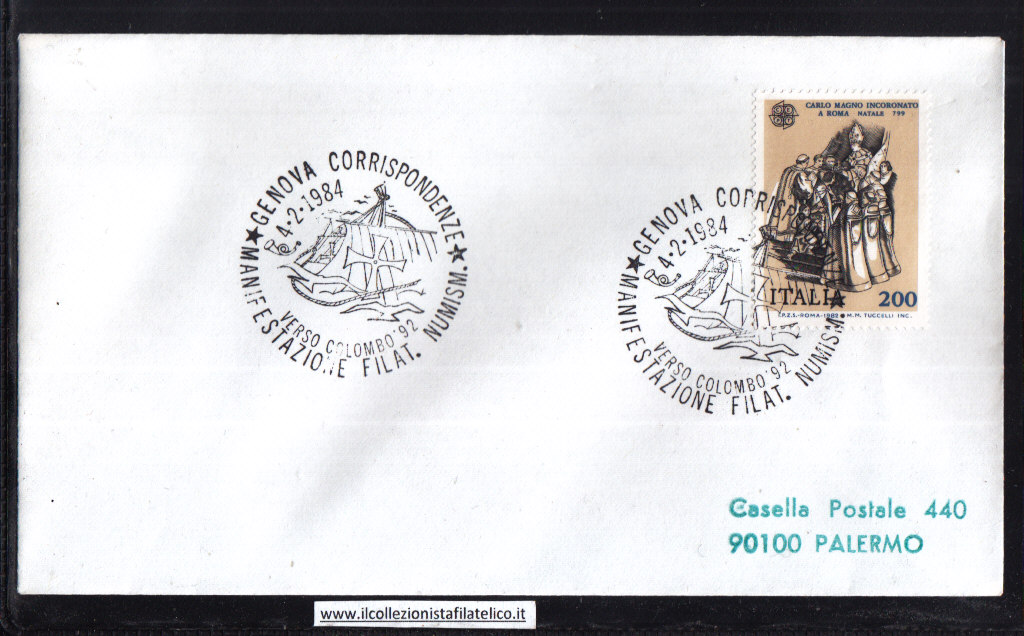 GENOVA CORRISPONDENZE
4·2·1984
VERSO COLOMBO '92
★ MANIFESTAZIONE FILAT. NUMISM. ★
CARLO MAGNO INCORONATO
A ROMA NATALE 799
ITALIA 200
I.P.Z.S.-ROMA-1982 M.M. TUCCELLI INC.
GENOVA CORRISPONDENZE
4·2·1984
VERSO COLOMBO '92
★ MANIFESTAZIONE FILAT. NUMISM. ★
Casella Postale 440
90100 PALERMO
www.ilcollezionistafilatelico.it